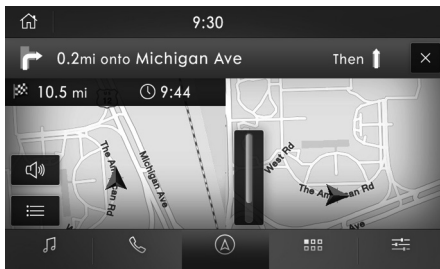 9:30
0.2mi onto Michigan Ave
Then
10.5 mi
9:44
The American Rd
Michigan Ave
West Rd
The American Rd
Ave